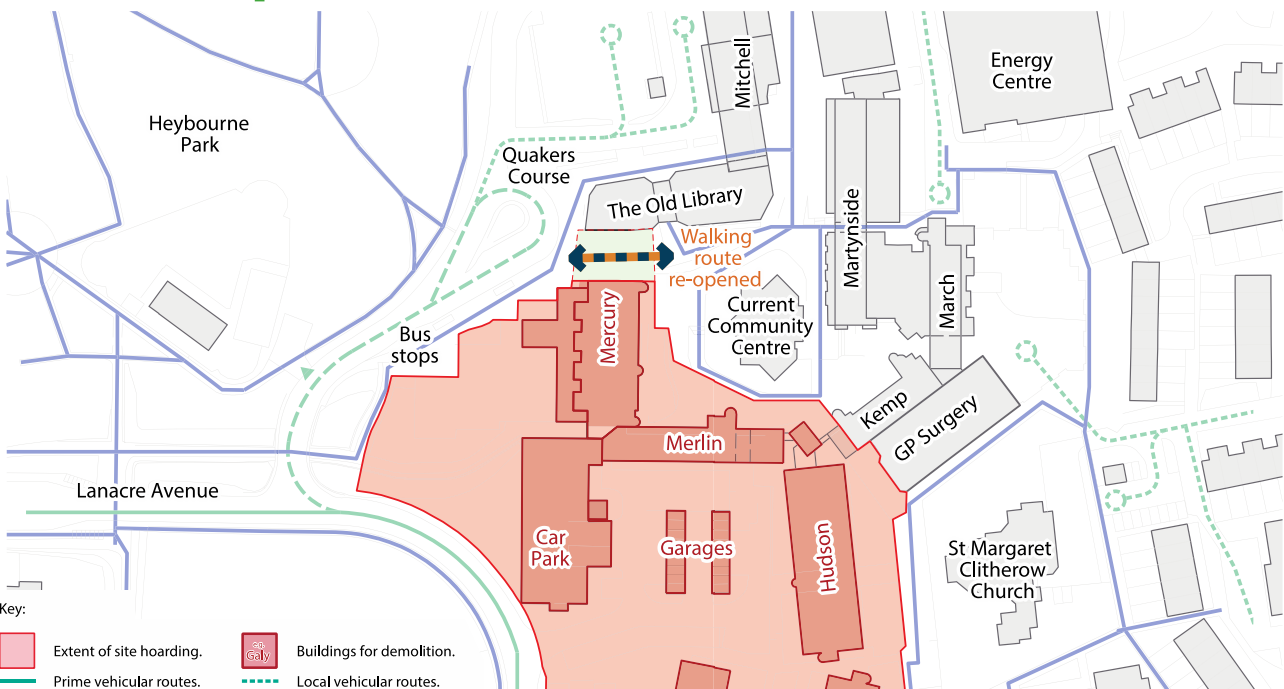 Mitchell
Energy
Centre
Heybourne
Park
Quakers
Course
The Old Library
Walking
route
re-opened
Martynside
March
Current
Community
Centre
Mercury
Bus
stops
Kemp
GP Surgery
Merlin
Lanacre Avenue
Car
Park
Garages
Hudson
St Margaret
Clitherow
Church
Key:
Extent of site hoarding.
e.g.
Galy
Buildings for demolition.
Prime vehicular routes.
Local vehicular routes.